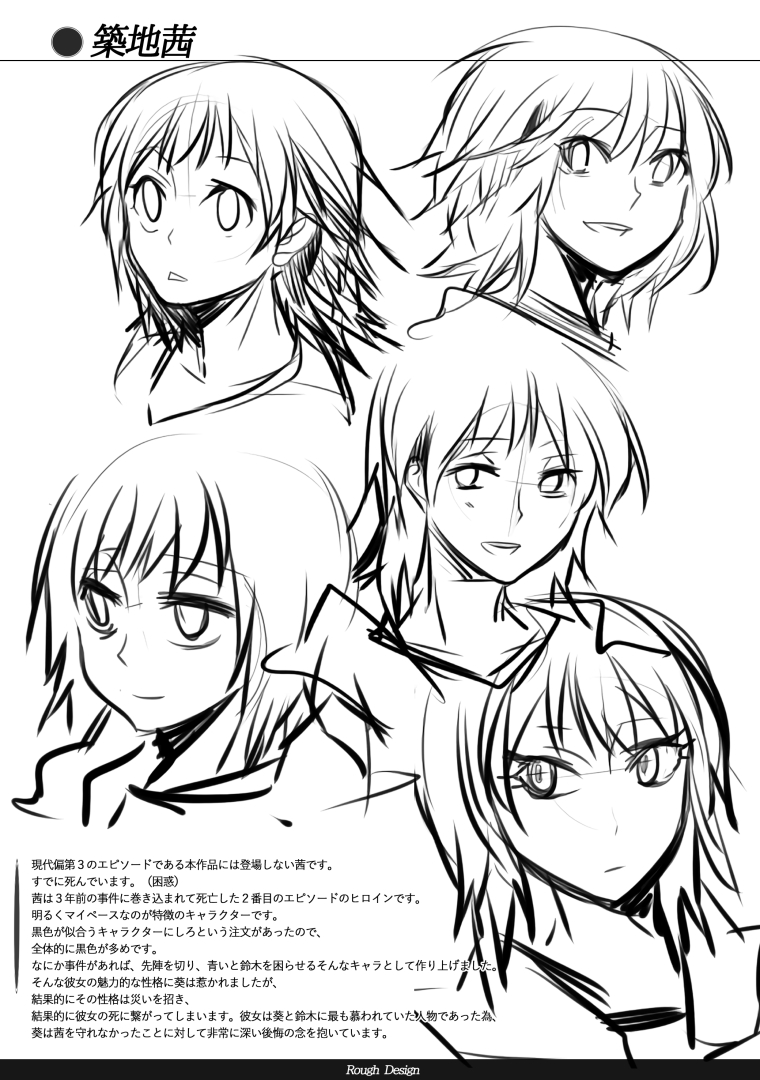 築地茜
現代偏第３のエピソードである本作品には登場しない茜です。
すでに死んでいます。（困惑）
茜は３年前の事件に巻き込まれて死亡した２番目のエピソードのヒロインです。
明るくマイペースなのが特徴のキャラクターです。
黒色が似合うキャラクターにしろという注文があったので、
全体的に黒色が多めです。
なにか事件があれば、先陣を切り、青いと鈴木を困らせるそんなキャラとして作り上げました。
そんな彼女の魅力的な性格に葵は惹かれましたが、
結果的にその性格は災いを招き、
結果的に彼女の死に繋がってしまいます。彼女は葵と鈴木に最も慕われていた人物であった為、
葵は茜を守れなかったことに対して非常に深い後悔の念を抱いています。
Rough Design